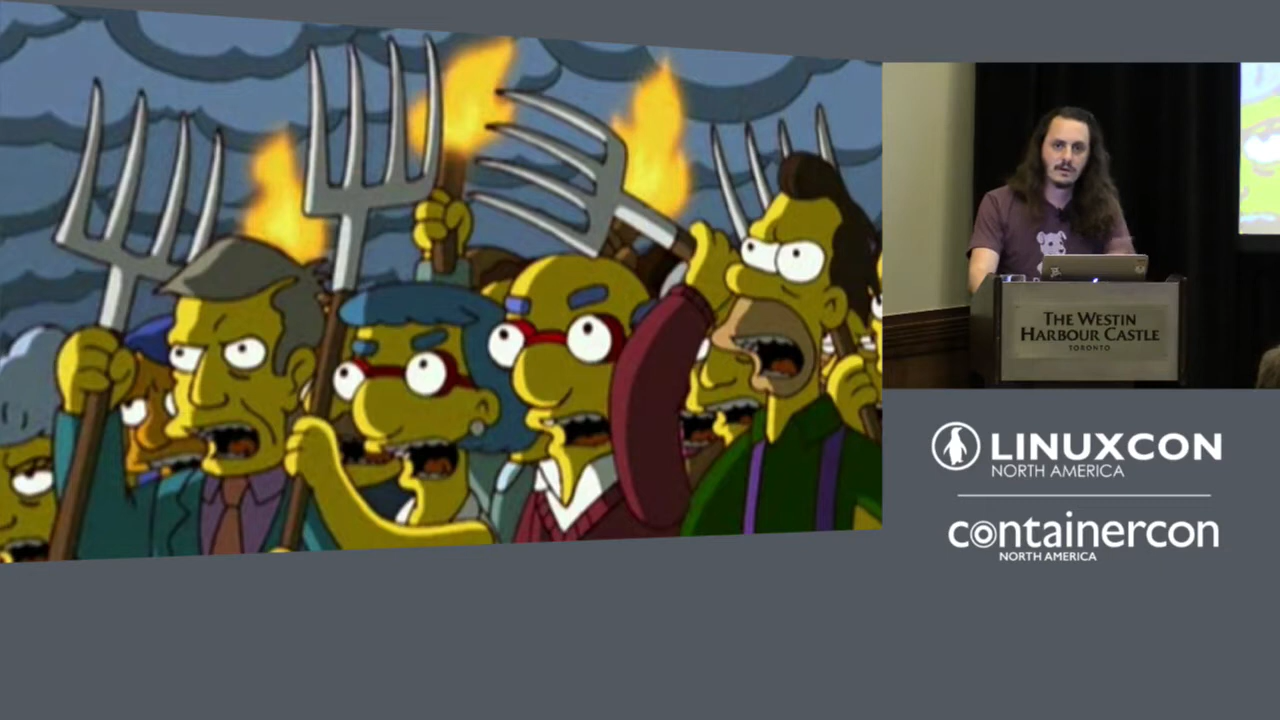 THE WESTIN
HARBOUR CASTLE
TORONTO
LINUXCON
NORTH AMERICA
containercon
NORTH AMERICA